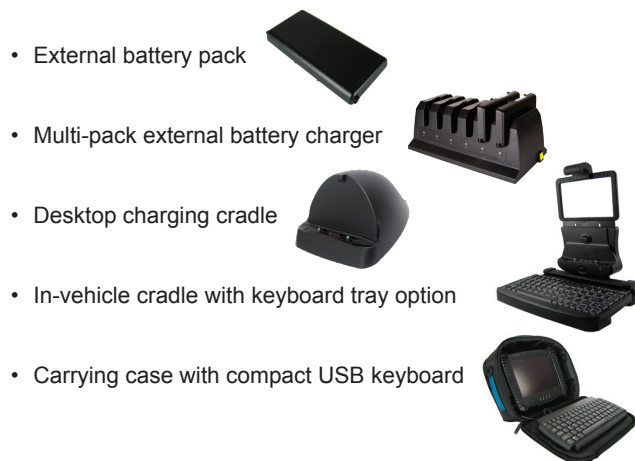 • External battery pack
• Multi-pack external battery charger
• Desktop charging cradle
• In-vehicle cradle with keyboard tray option
• Carrying case with compact USB keyboard